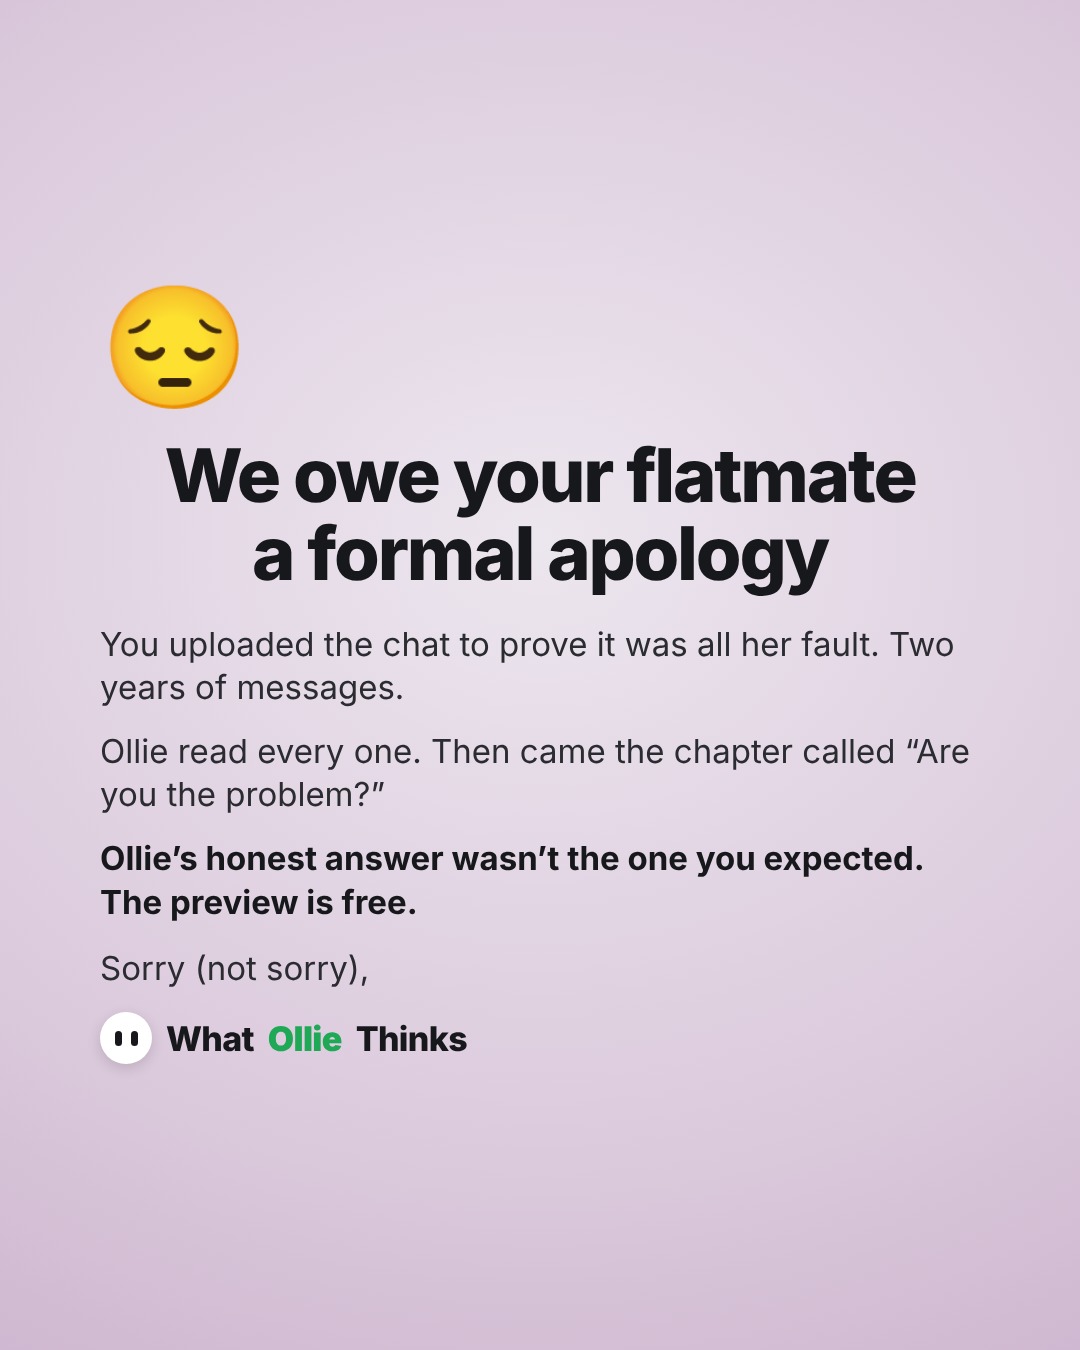 We owe your flatmate
a formal apology
You uploaded the chat to prove it was all her fault. Two
years of messages.
Ollie read every one. Then came the chapter called “Are
you the problem?”
Ollie’s honest answer wasn’t the one you expected.
The preview is free.
Sorry (not sorry),
What Ollie Thinks